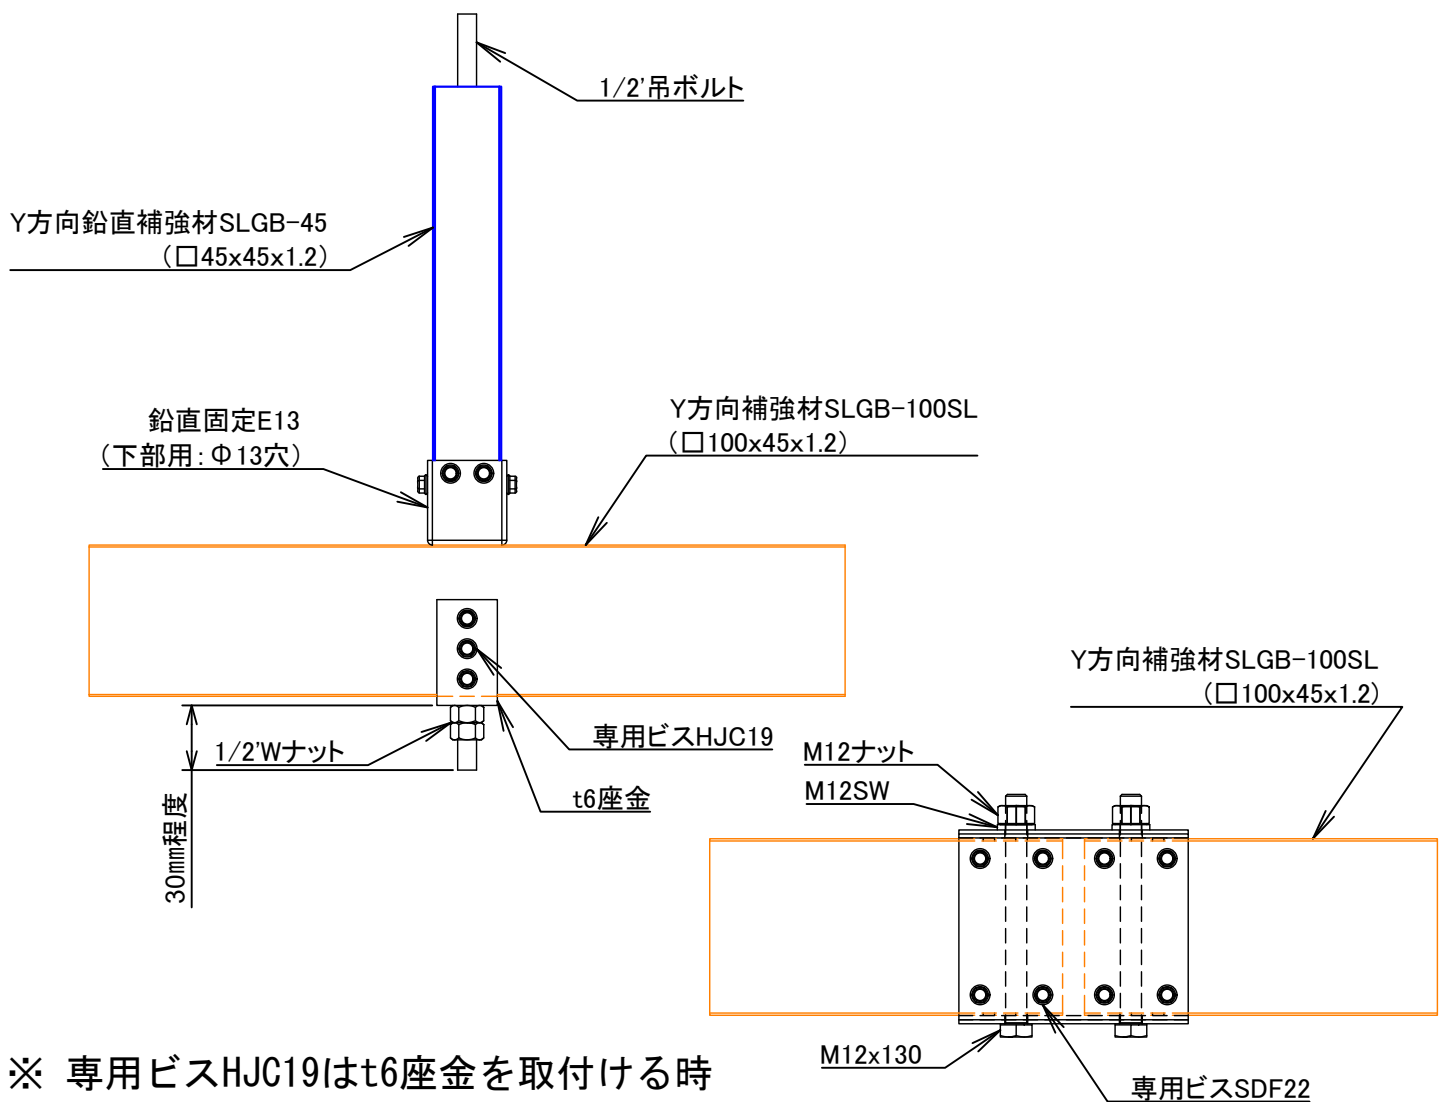 1/2'吊ボルト
Y方向鉛直補強材SLGB-45
(□45x45x1.2)
鉛直固定E13
(下部用:Φ13穴)
Y方向補強材SLGB-100SL
(□100x45x1.2)
1/2'Wナット
専用ビスHJC19
t6座金
30mm程度
Y方向補強材SLGB-100SL
(□100x45x1.2)
M12ナット
M12SW
M12x130
専用ビスSDF22
※ 専用ビスHJC19はt6座金を取付ける時